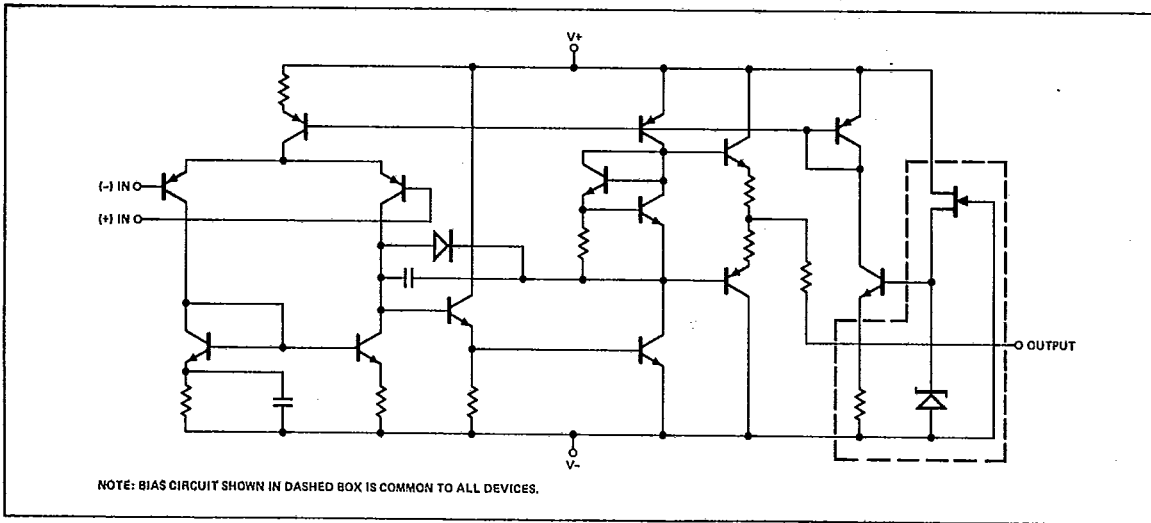 V+
(-) IN
(+) IN
OUTPUT
V-
NOTE: BIAS CIRCUIT SHOWN IN DASHED BOX IS COMMON TO ALL DEVICES.